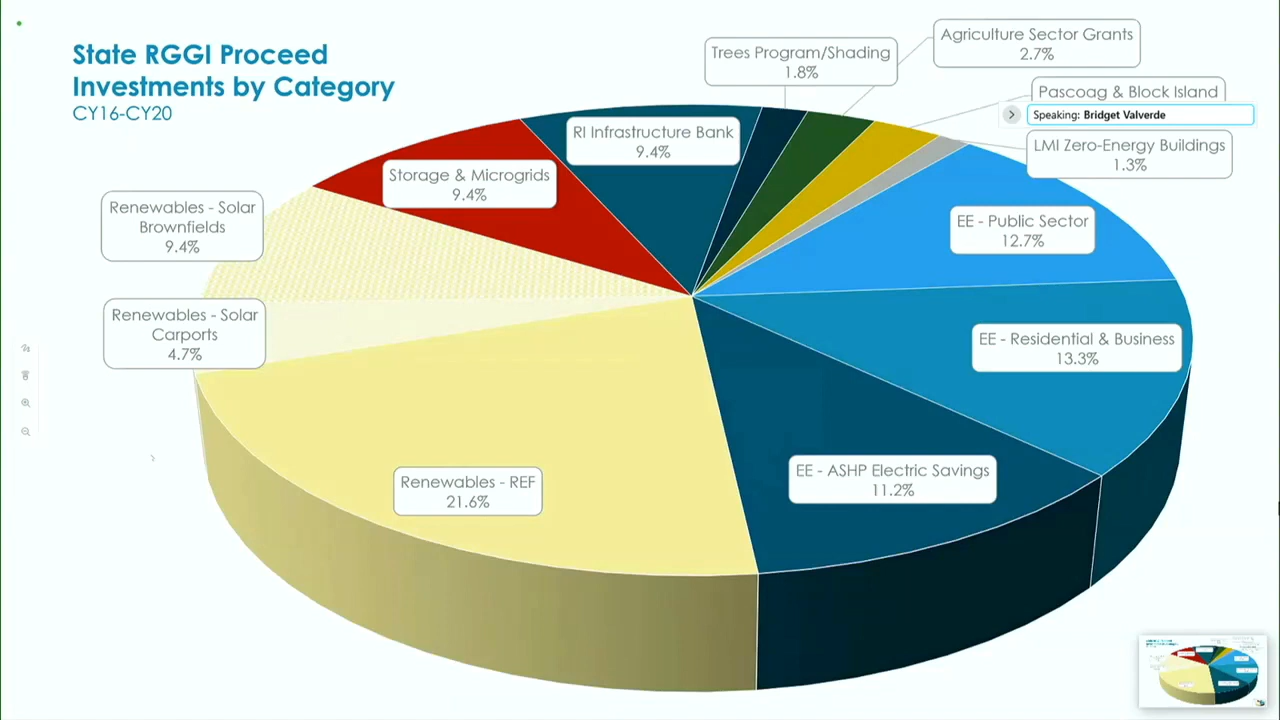 State RGGI Proceed
Investments by Category
CY16-CY20
Trees Program/Shading
1.8%
Agriculture Sector Grants
2.7%
Pascoag & Block Island
Speaking: Bridget Valverde
LMI Zero-Energy Buildings
1.3%
RI Infrastructure Bank
9.4%
Storage & Microgrids
9.4%
Renewables - Solar
Brownfields
9.4%
EE - Public Sector
12.7%
Renewables - Solar
Carports
4.7%
EE - Residential & Business
13.3%
Renewables - REF
21.6%
EE - ASHP Electric Savings
11.2%